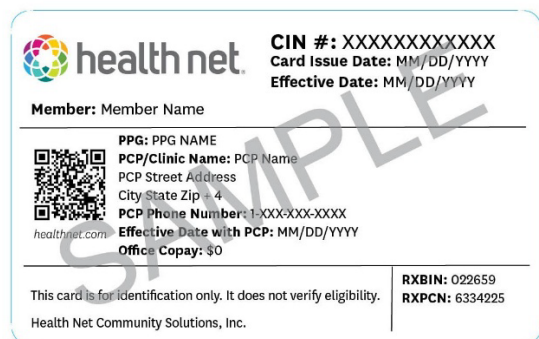 health net.
CIN #: XXXXXXXXXXXX
Card Issue Date: MM/DD/YYYY
Effective Date: MM/DD/YYYY
Member: Member Name
PPG: PPG NAME
PCP/Clinic Name: PCP Name
PCP Street Address
City State Zip + 4
PCP Phone Number: 1-XXX-XXX-XXXX
healthnet.com
Effective Date with PCP: MM/DD/YYYY
Office Copay: $0
SAMPLE
This card is for identification only. It does not verify eligibility.
Health Net Community Solutions, Inc.
RXBIN: 022659
RXPCN: 6334225